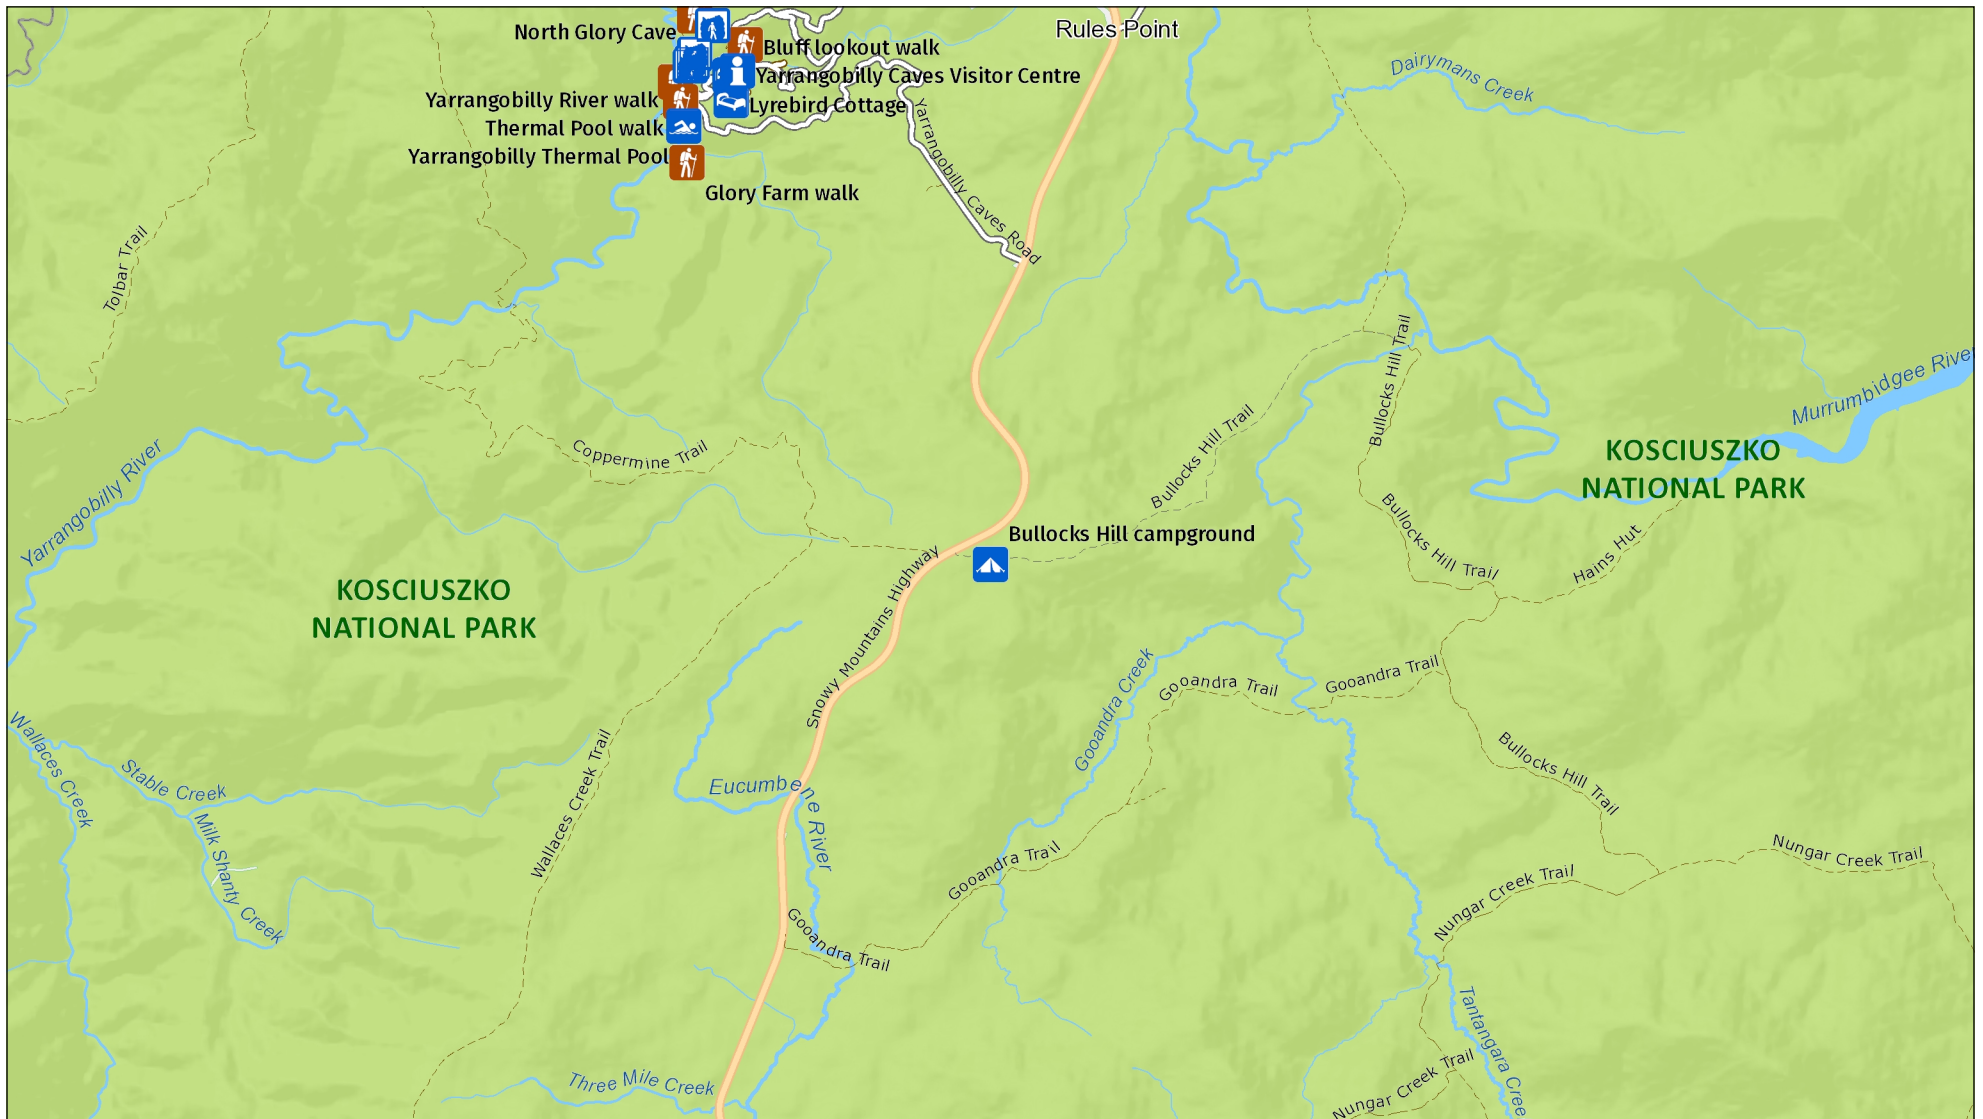 North Glory Cave
Rules Point
Bluff lookout walk
Yarrangobilly Caves Visitor Centre
Dairymans Creek
Yarrangobilly River walk
Lyrebird Cottage
Thermal Pool walk
Yarrangobilly Thermal Pool
Glory Farm walk
Yarrangobilly Caves Road
Tolbar Trail
Bullocks Hill Trail
Murrumbidgee River
Coppermine Trail
Bullocks Hill Trail
KOSCIUSZKO
NATIONAL PARK
Yarrangobilly River
Bullocks Hill campground
Bullocks Hill Trail
Hains Hut
KOSCIUSZKO
NATIONAL PARK
Snowy Mountains Highway
Gooandra Creek
Gooandra Trail
Gooandra Trail
Wallaces Creek
Stable Creek
Wallaces Creek Trail
Eucumbene River
Bullocks Hill Trail
Milk Shanty Creek
Gooandra Trail
Nungar Creek Trail
Nungar Creek Trail
Gooandra Trail
Three Mile Creek
Tantangara Cree
Nungar Creek Trail